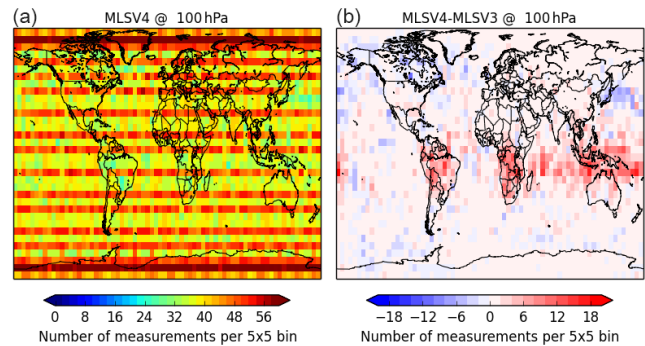 (a) MLSV4 @ 100 hPa
(b) MLSV4-MLSV3 @ 100 hPa
0 8 16 24 32 40 48 56
−18 −12 −6 0 6 12 18
Number of measurements per 5x5 bin
Number of measurements per 5x5 bin